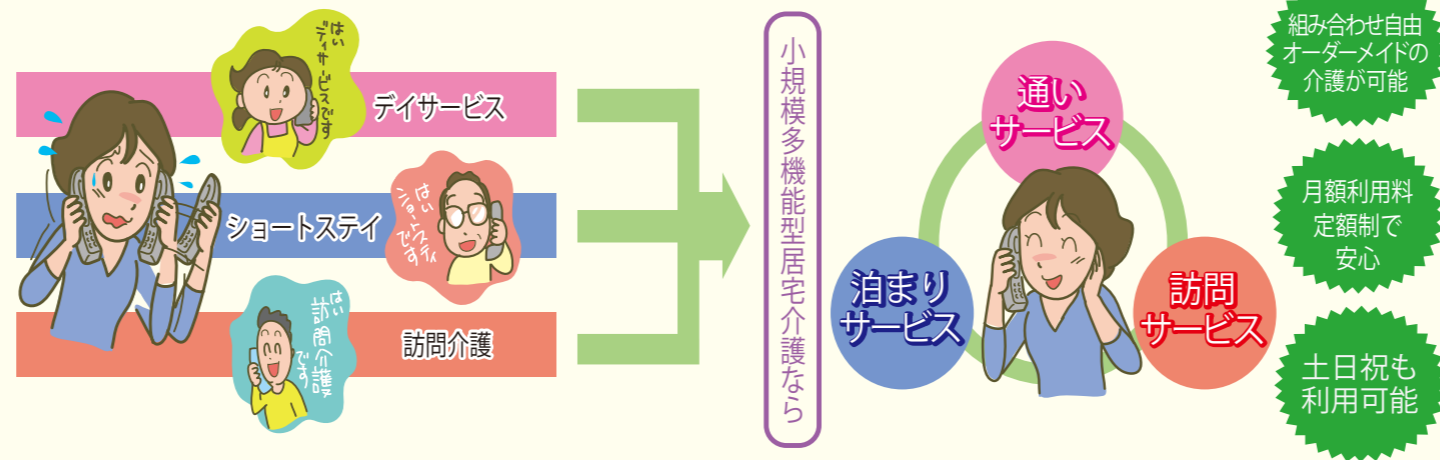 はい
デイサービスです
デイサービス
はい
ショートステイ
です
ショートステイ
はい
訪問介護
です
訪問介護
小規模多機能型居宅介護なら
通い
サービス
泊まり
サービス
訪問
サービス
組み合わせ自由
オーダーメイドの
介護が可能
月額利用料
定額制で
安心
土日祝も
利用可能